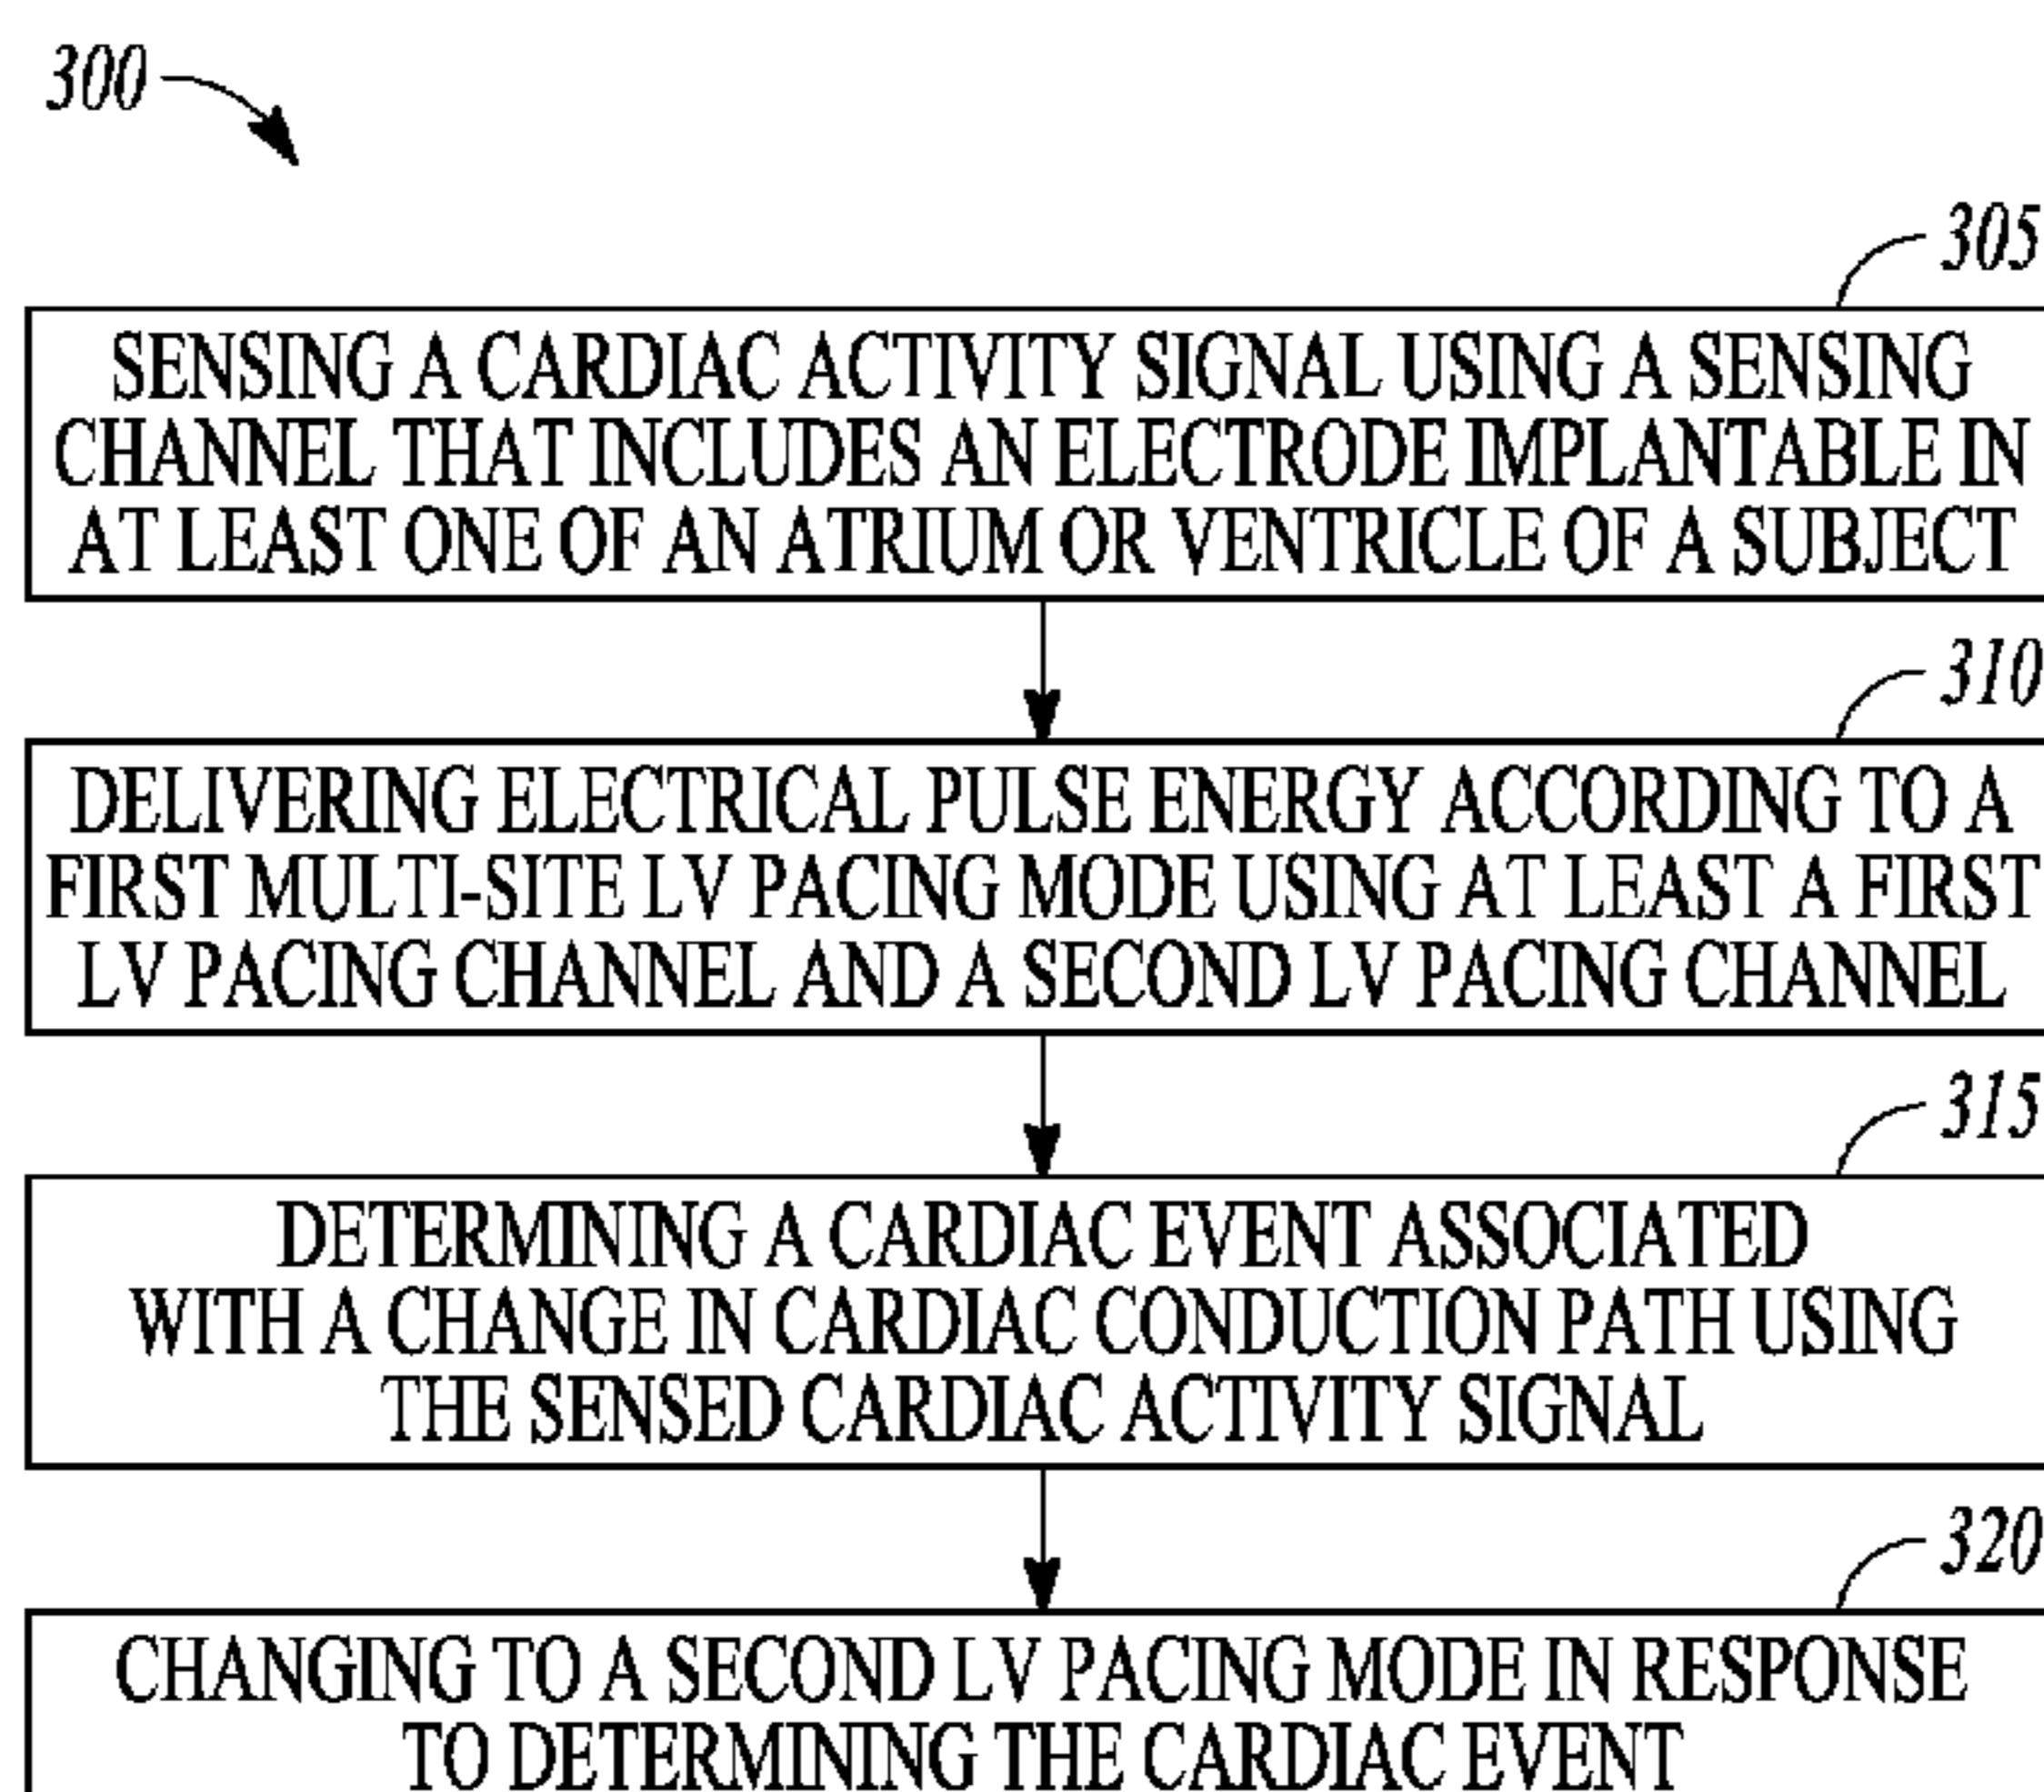 300
305
SENSING A CARDIAC ACTIVITY SIGNAL USING A SENSING
CHANNEL THAT INCLUDES AN ELECTRODE IMPLANTABLE IN
AT LEAST ONE OF AN ATRIUM OR VENTRICLE OF A SUBJECT
310
DELIVERING ELECTRICAL PULSE ENERGY ACCORDING TO A
FIRST MULTI-SITE LV PACING MODE USING AT LEAST A FIRST
LV PACING CHANNEL AND A SECOND LV PACING CHANNEL
315
DETERMINING A CARDIAC EVENT ASSOCIATED
WITH A CHANGE IN CARDIAC CONDUCTION PATH USING
THE SENSED CARDIAC ACTIVITY SIGNAL
320
CHANGING TO A SECOND LV PACING MODE IN RESPONSE
TO DETERMINING THE CARDIAC EVENT